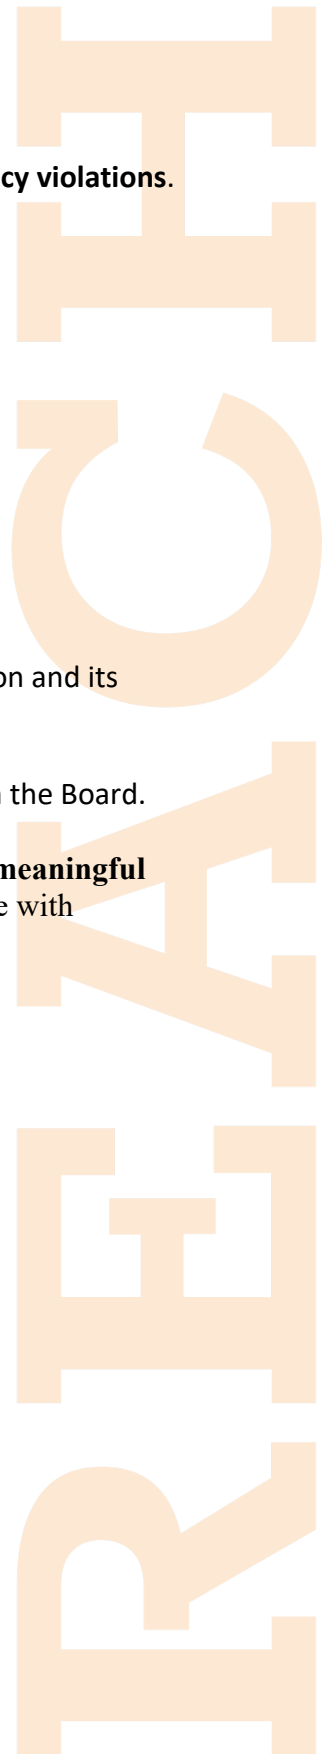 cy violations.
on and its
the Board.
meaningful
e with
REACH